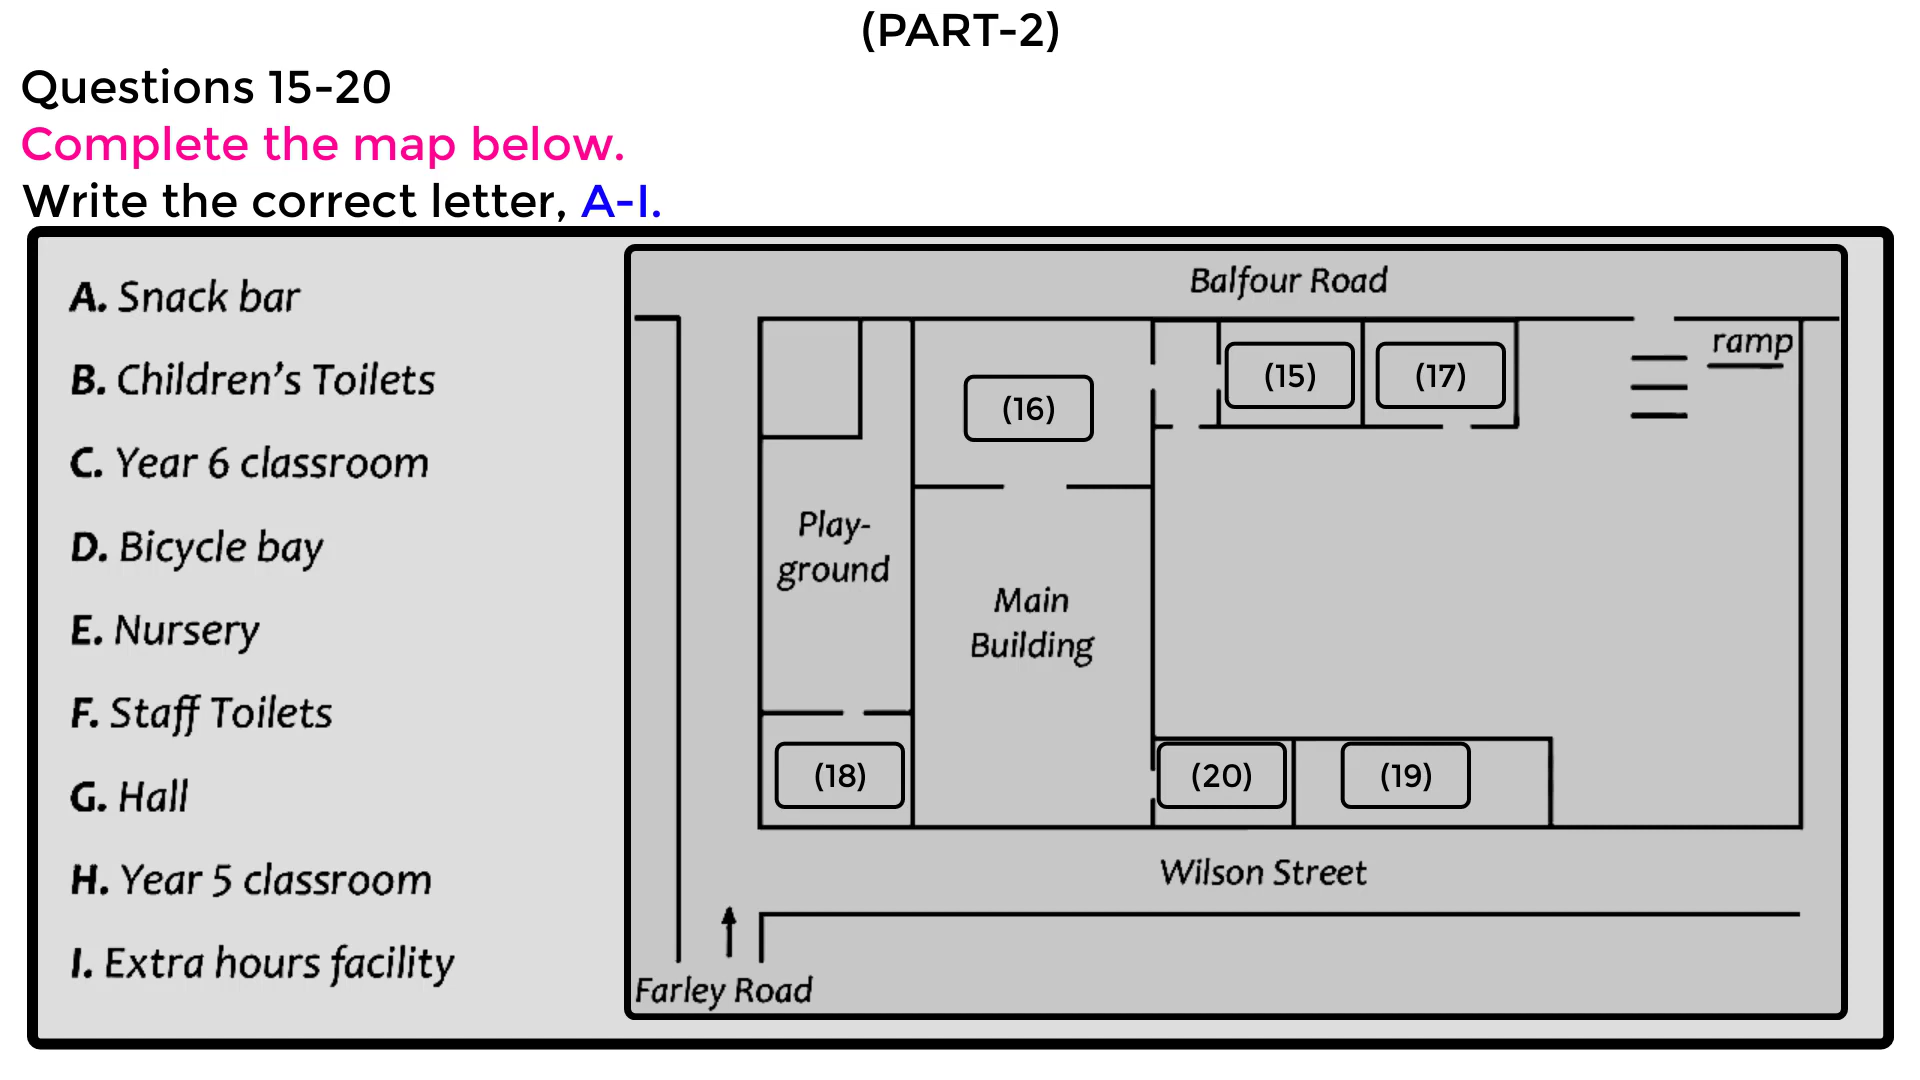 (PART-2)
Questions 15-20
Complete the map below.
Write the correct letter, A-I.
A. Snack bar
B. Children's Toilets
C. Year 6 classroom
D. Bicycle bay
E. Nursery
F. Staff Toilets
G. Hall
H. Year 5 classroom
I. Extra hours facility
Balfour Road
ramp
(15)
(17)
(16)
Play-
ground
Main
Building
(18)
(20)
(19)
Wilson Street
Farley Road